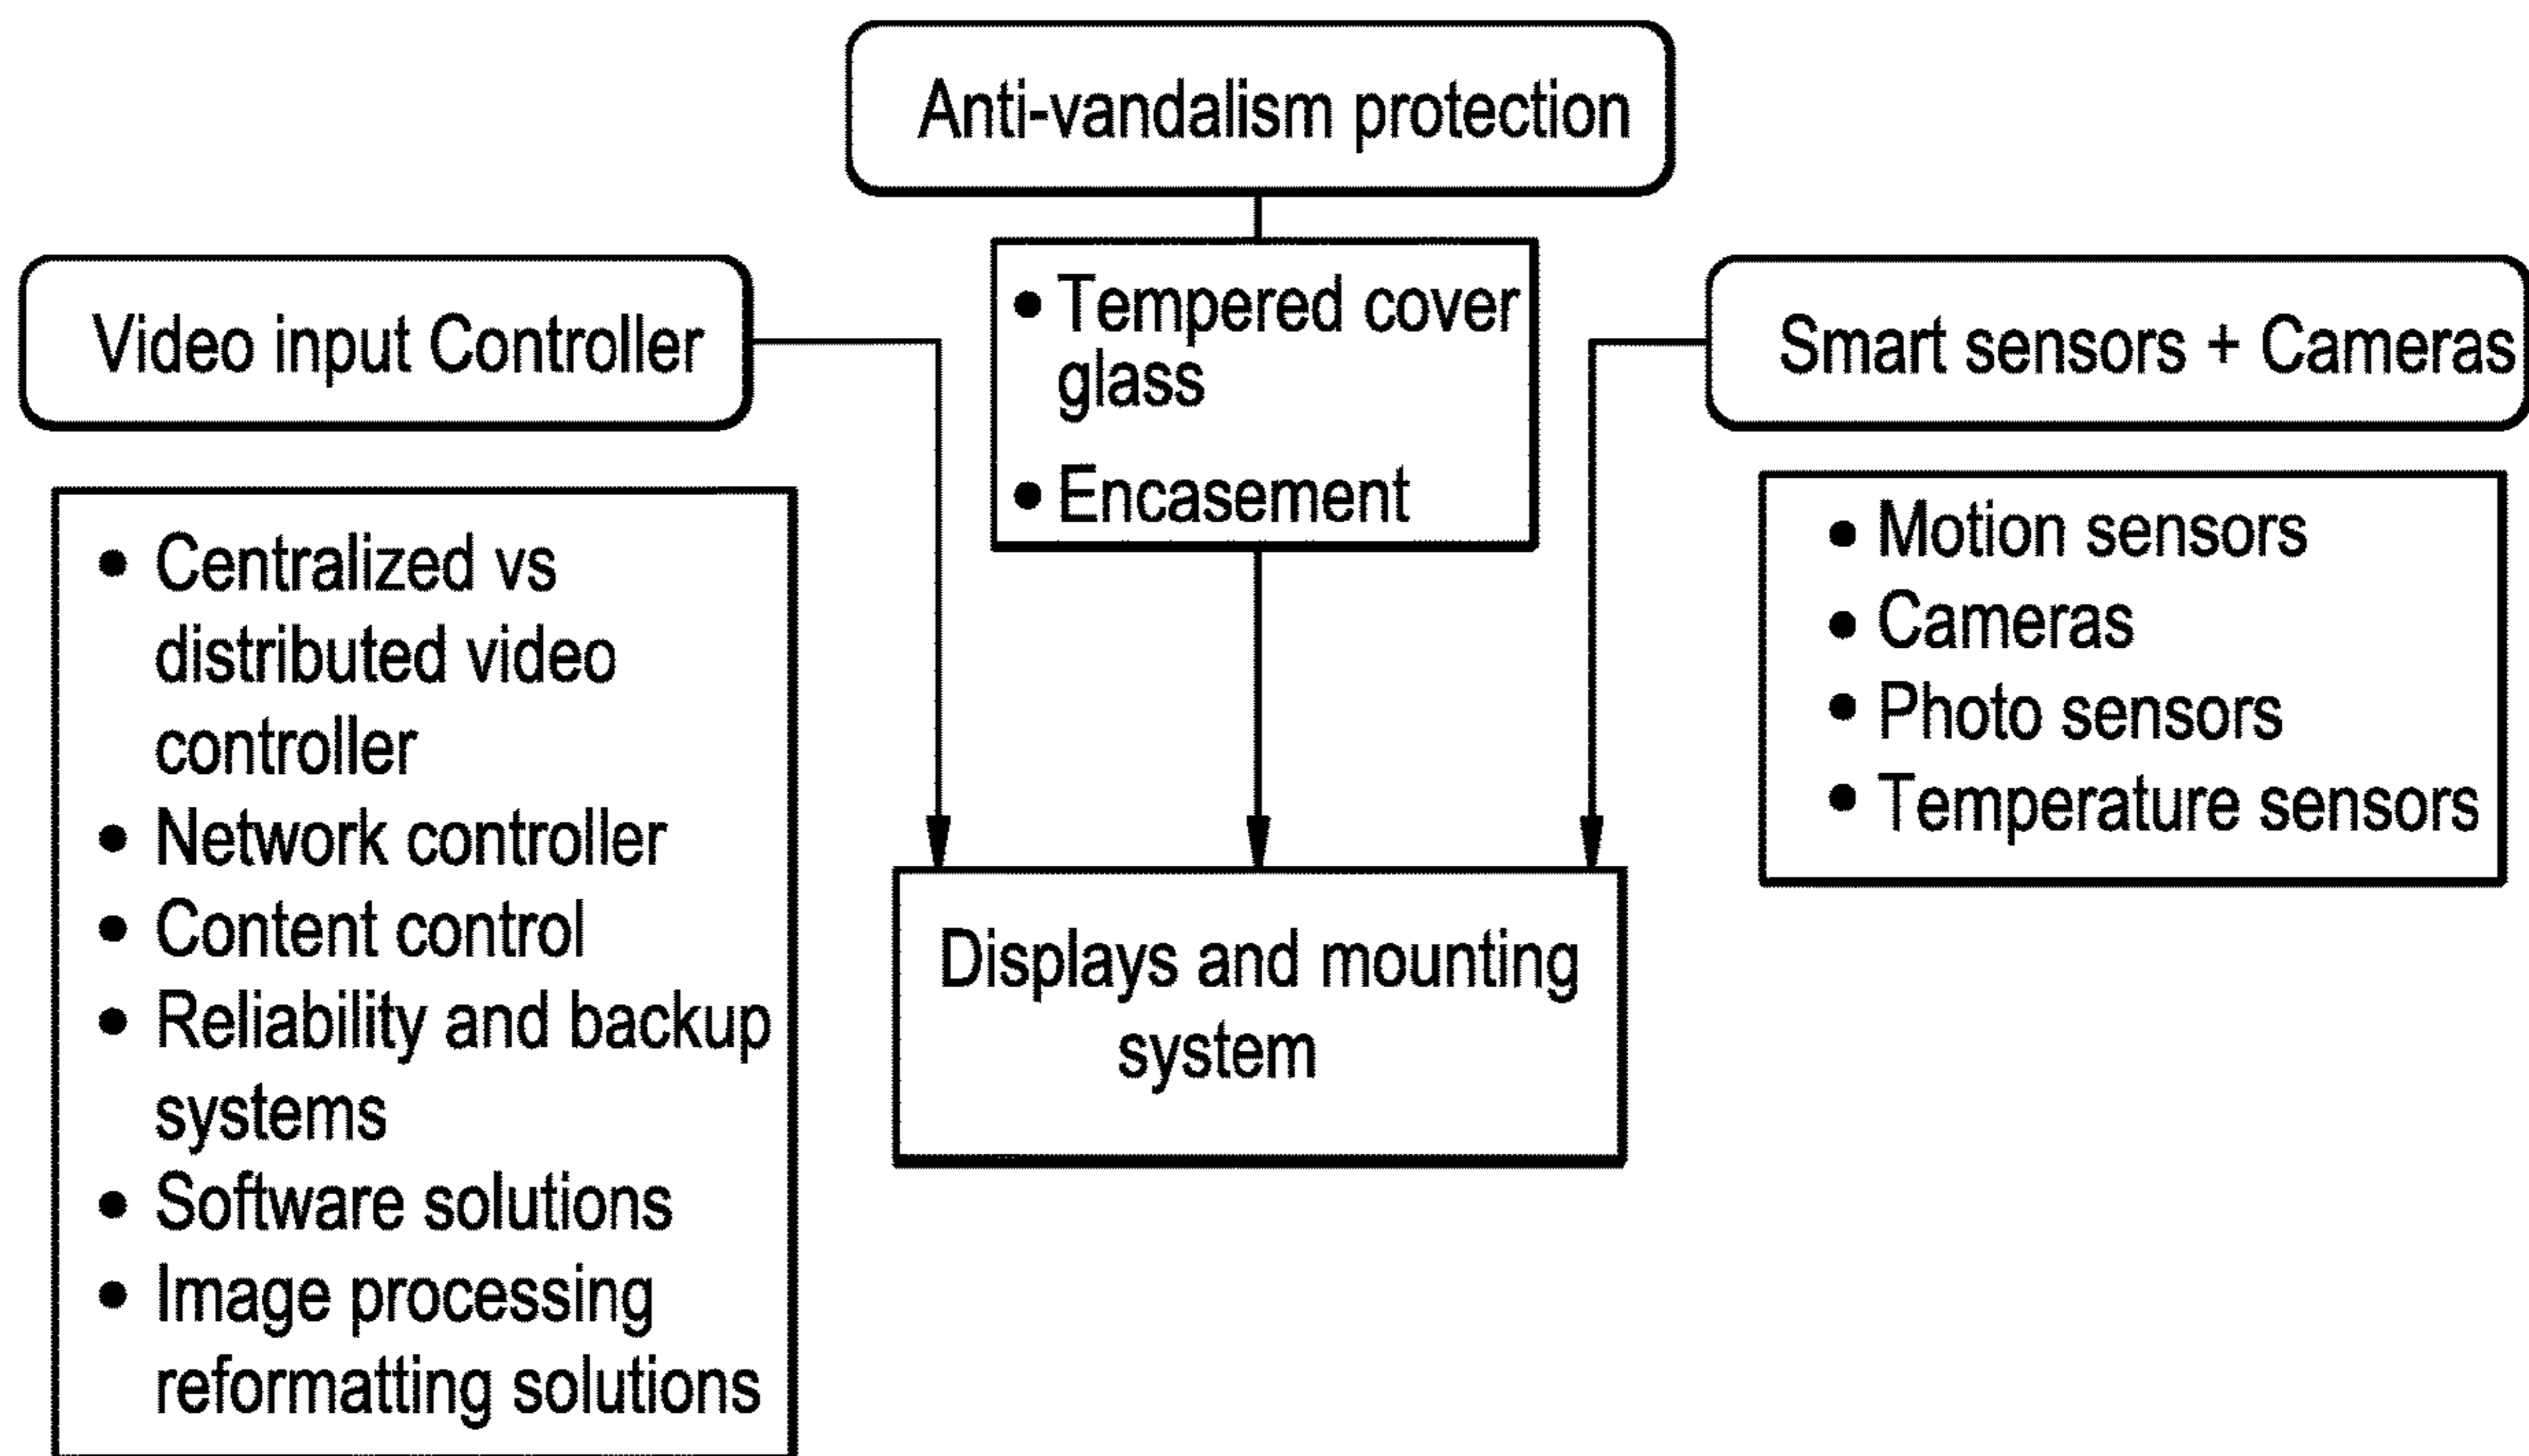 Anti-vandalism protection
• Tempered cover
glass
• Encasement
Video input Controller
• Centralized vs
distributed video
controller
• Network controller
• Content control
• Reliability and backup
systems
• Software solutions
• Image processing
reformatting solutions
Smart sensors + Cameras
• Motion sensors
• Cameras
• Photo sensors
• Temperature sensors
Displays and mounting
system